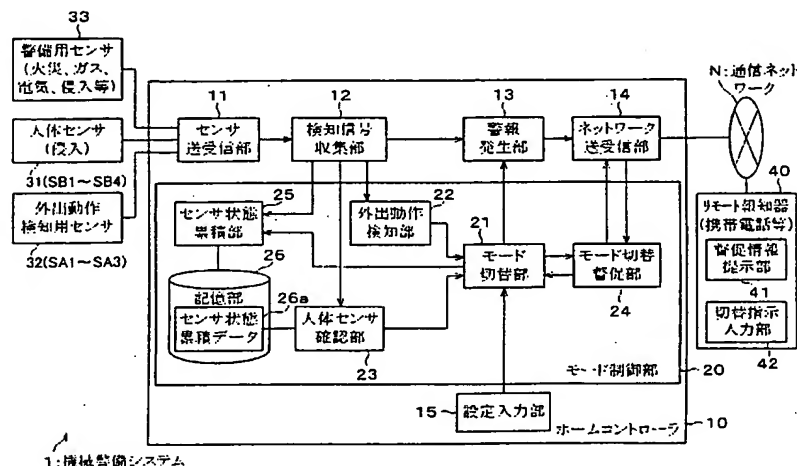 33
警備用センサ
(火災、ガス、
電気、侵入等)
人体センサ
(侵入)
31(SB1~SB4)
外出動作
検知用センサ
32(SA1~SA3)
11
センサ
送受信部
12
検知信号
収集部
13
警報
発生部
14
ネットワーク
送受信部
N:通信ネット
ワーク
25
センサ状態
累積部
22
外出動作
検知部
21
モード
切替部
モード切替
督促部
24
26
記憶部
26a
センサ状態
累積データ
人体センサ
確認部
23
モード制御部
20
15
設定入力部
ホームコントローラ
10
40
リモート報知器
(携帯電話等)
督促情報
提示部
41
切替指示
入力部
42
1:機械警備システム